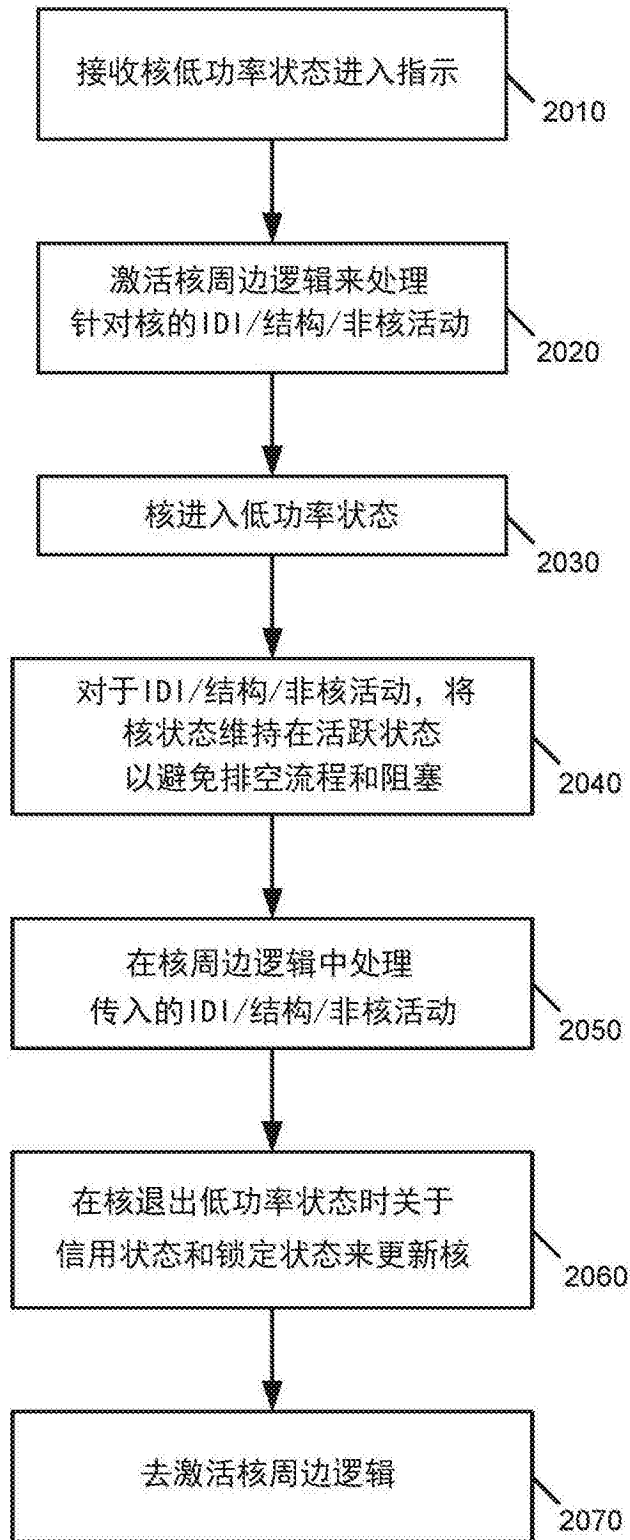 接收核低功率状态进入指示
2010
激活核周边逻辑来处理
针对核的IDI/结构/非核活动
2020
核进入低功率状态
2030
对于IDI/结构/非核活动，将
核状态维持在活跃状态
以避免排空流程和阻塞
2040
在核周边逻辑中处理
传入的IDI/结构/非核活动
2050
在核退出低功率状态时关于
信用状态和锁定状态来更新核
2060
去激活核周边逻辑
2070